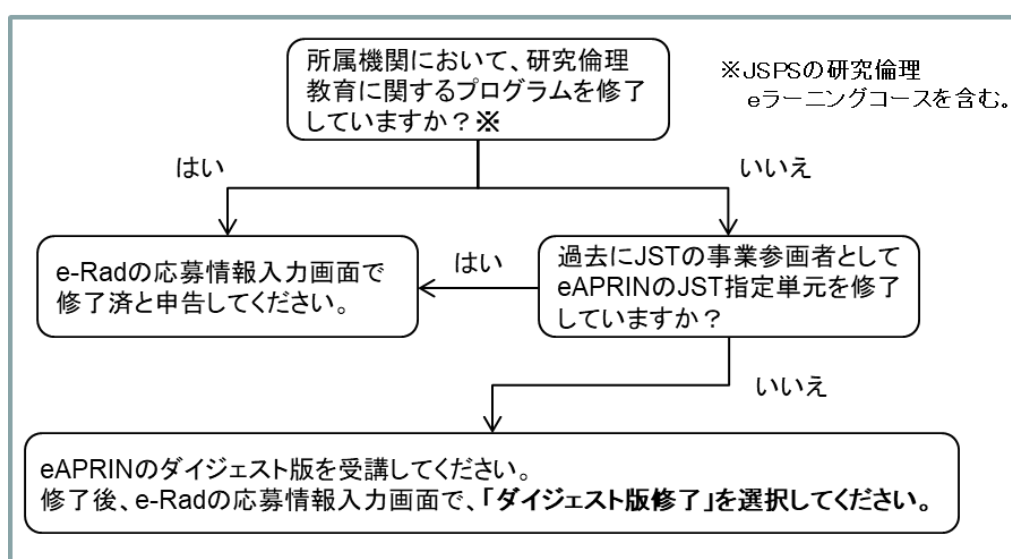 所属機関において、研究倫理
教育に関するプログラムを修了
していますか？※
※JSPSの研究倫理
eラーニングコースを含む。
はい
いいえ
e-Radの応募情報入力画面で
修了済と申告してください。
はい
過去にJSTの事業参画者として
eAPRINのJST指定単元を修了
していますか？
いいえ
eAPRINのダイジェスト版を受講してください。
修了後、e-Radの応募情報入力画面で、「ダイジェスト版修了」を選択してください。